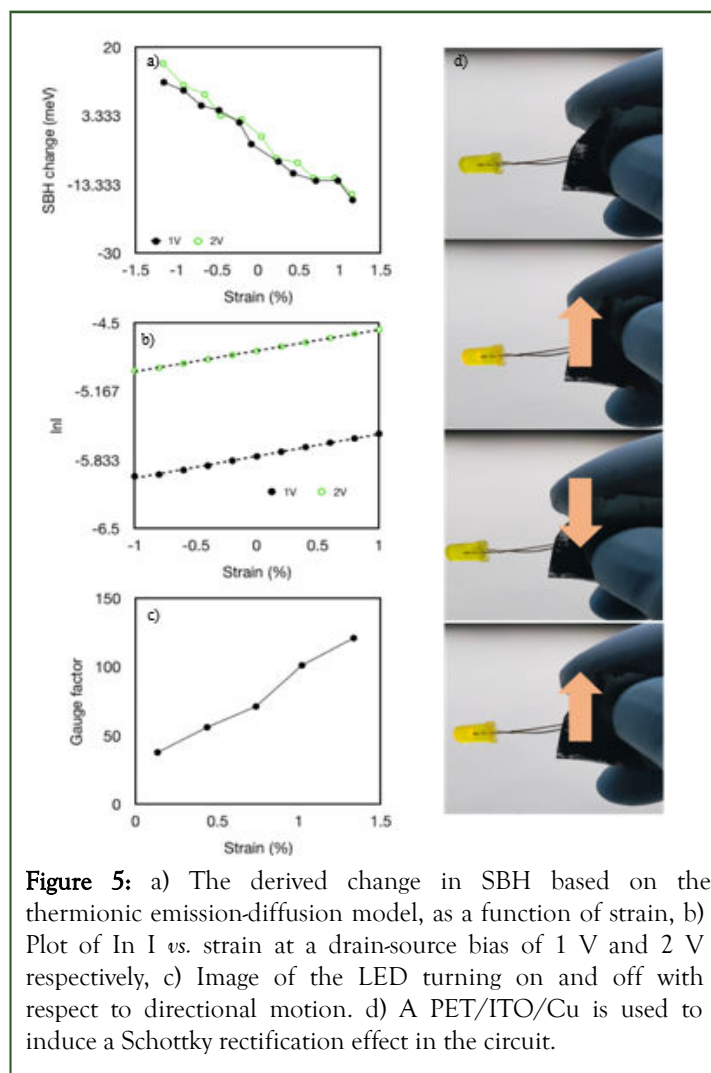 a)
20
3.333
-13.333
-30
SBH change (meV)
1V 2V
-1.5 -1 -0.5 0 0.5 1 1.5
Strain (%)
b)
-4.5
-5.167
-5.833
-6.5
lnI
1V 2V
-1 -0.5 0 0.5 1
Strain (%)
c)
150
100
50
0
Gauge factor
0 0.5 1 1.5
Strain (%)
d)
Figure 5: a) The derived change in SBH based on the
thermionic emission-diffusion model, as a function of strain, b)
Plot of In I vs. strain at a drain-source bias of 1 V and 2 V
respectively, c) Image of the LED turning on and off with
respect to directional motion. d) A PET/ITO/Cu is used to
induce a Schottky rectification effect in the circuit.